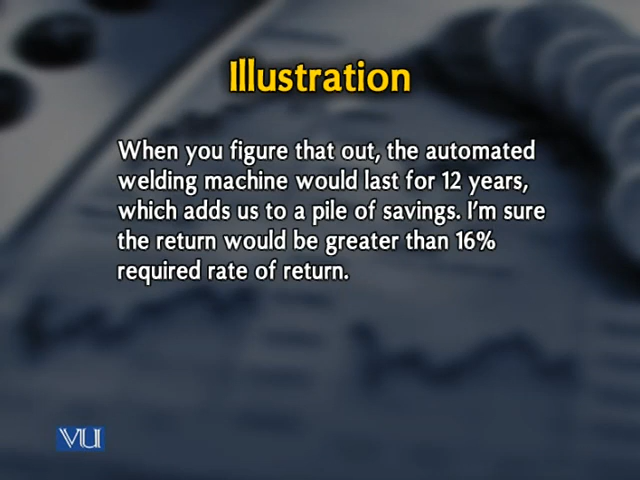 Illustration
When you figure that out, the automated
welding machine would last for 12 years,
which adds us to a pile of savings. I'm sure
the return would be greater than 16%
required rate of return.
VU